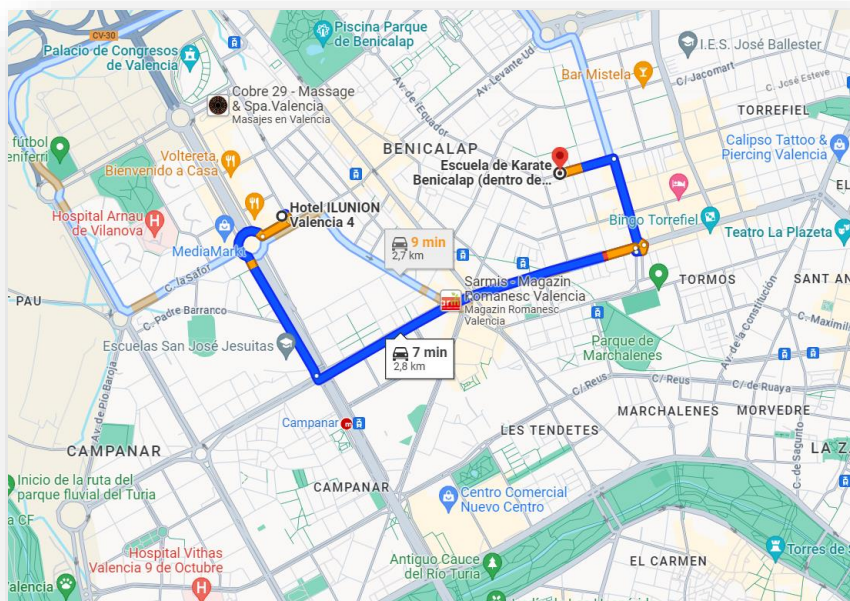 CV-30
Palacio de Congresos
de Valencia
Piscina Parque
de Benicalap
Av. Levante Ud
I.E.S. José Ballester
Bar Mistela
C/ Jacomart
C. José Esteve
Cobre 29 - Massage
& Spa.Valencia
Masajes en Valencia
Av. de l'Equador
TORREFIEL
fútbol
eniferri
Voltereta,
Bienvenido a Casa
BENICALAP
Escuela de Karate
Benicalap (dentro de...
Calipso Tattoo &
Piercing Valencia
EL
Hospital Arnau
de Vilanova
Hotel ILUNION
Valencia 4
Bingo Torrefiel
Teatro La Plazeta
MediaMarkt
9 min
2,7 km
C. la Safor
Sarmis - Magazin
Romanesc Valencia
Magazin Romanesc
Valencia
TORMOS
SANT AN
PAU
C. Padre Barranco
Av. de la Constitución
C. Maximili
Escuelas San José Jesuitas
7 min
2,8 km
Parque de
Marchalenes
Av. de Pío Baroja
C/ Reus
C/ Reus
C/ de Ruaya
Campanar
MARCHALENES
MORVEDRE
LES TENDETES
C. de Sagunto
CAMPANAR
LA Z
Inicio de la ruta del
parque fluvial del Turia
CAMPANAR
Centro Comercial
Nuevo Centro
a CF
Hospital Vithas
Valencia 9 de Octubre
Antiguo Cauce
del Río Turia
EL CARMEN
Torres de S
alencia